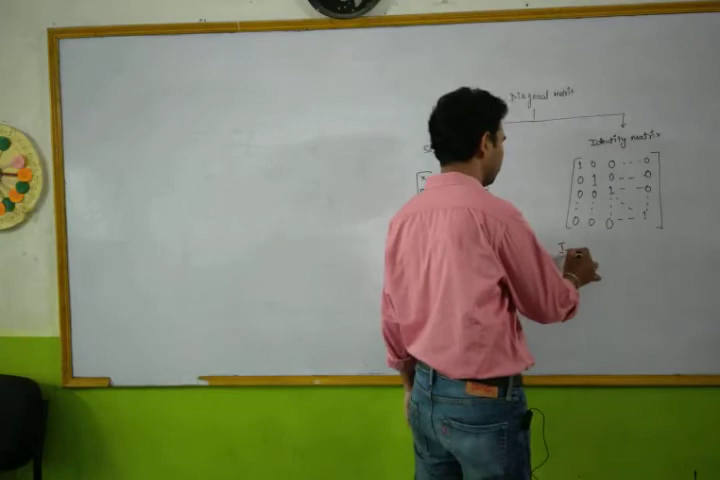 Diagonal matrix
Identity matrix
1 0 0 --- 0
0 1 0 -- 0
0 0 1 -- 0
: : : ⋱ :
0 0 0 -- 1
I